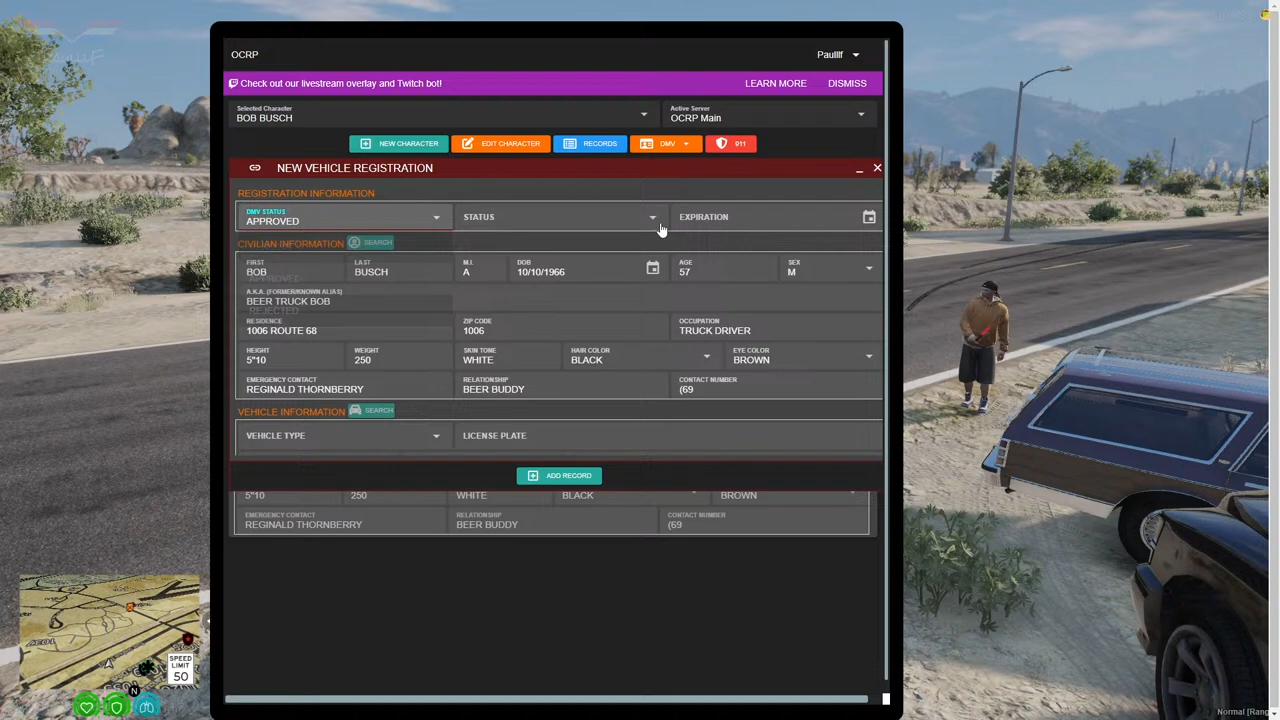 OCRP
Paulllf
Check out our livestream overlay and Twitch bot!
LEARN MORE
DISMISS
Selected Character
BOB BUSCH
Active Server
OCRP Main
NEW CHARACTER
EDIT CHARACTER
RECORDS
DMV
911
NEW VEHICLE REGISTRATION
REGISTRATION INFORMATION
DMV STATUS
APPROVED
STATUS
EXPIRATION
CIVILIAN INFORMATION
SEARCH
FIRST
BOB
LAST
BUSCH
M.I.
A
DOB
10/10/1966
AGE
57
SEX
M
APPROVED
A.K.A. (FORMER/KNOWN ALIAS)
BEER TRUCK BOB
REJECTED
RESIDENCE
1006 ROUTE 68
ZIP CODE
1006
OCCUPATION
TRUCK DRIVER
HEIGHT
5"10
WEIGHT
250
SKIN TONE
WHITE
HAIR COLOR
BLACK
EYE COLOR
BROWN
EMERGENCY CONTACT
REGINALD THORNBERRY
RELATIONSHIP
BEER BUDDY
CONTACT NUMBER
(69
VEHICLE INFORMATION
SEARCH
VEHICLE TYPE
LICENSE PLATE
ADD RECORD
5"10
250
WHITE
BLACK
BROWN
EMERGENCY CONTACT
REGINALD THORNBERRY
RELATIONSHIP
BEER BUDDY
CONTACT NUMBER
(69
SPEED
LIMIT
50
N
Normal [Rang